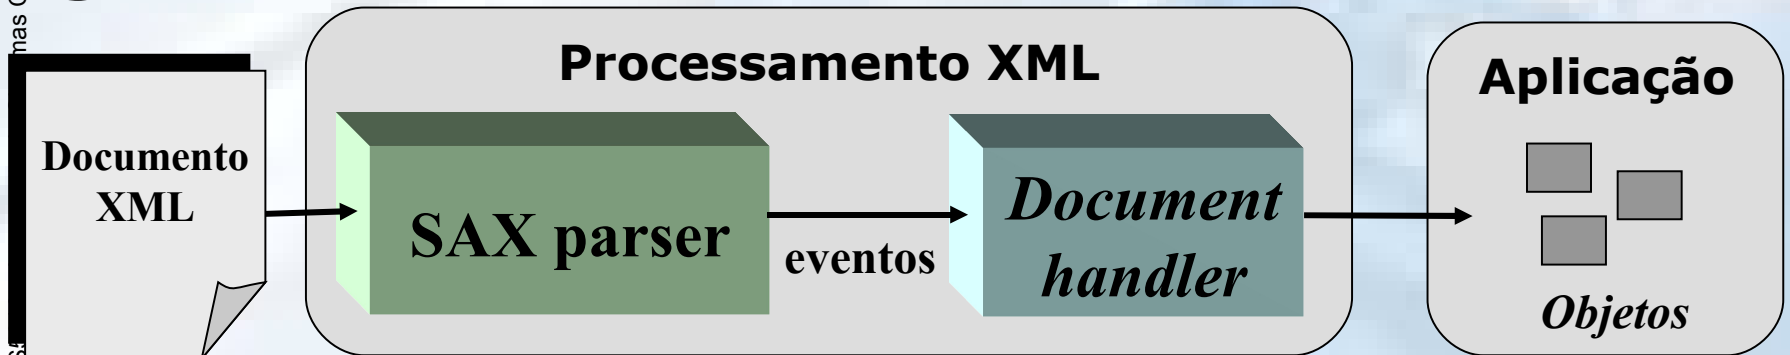 Processamento XML
Aplicação
Documento
XML
SAX parser
eventos
Document
handler
Objetos